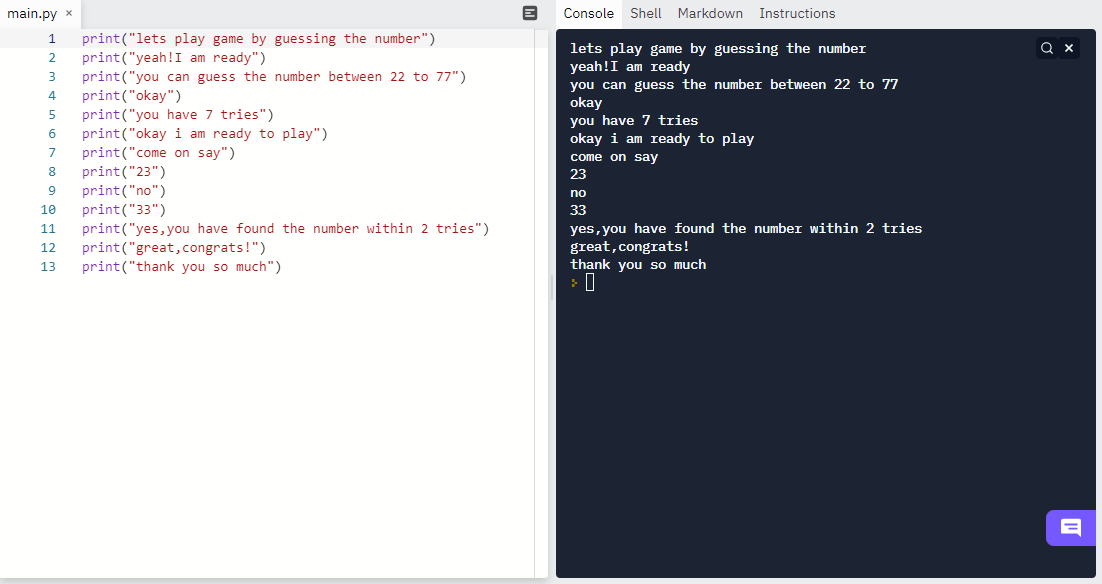 main.py ×
1 print("lets play game by guessing the number")
2 print("yeah!I am ready")
3 print("you can guess the number between 22 to 77")
4 print("okay")
5 print("you have 7 tries")
6 print("okay i am ready to play")
7 print("come on say")
8 print("23")
9 print("no")
10 print("33")
11 print("yes,you have found the number within 2 tries")
12 print("great,congrats!")
13 print("thank you so much")
Console Shell Markdown Instructions
lets play game by guessing the number
yeah!I am ready
you can guess the number between 22 to 77
okay
you have 7 tries
okay i am ready to play
come on say
23
no
33
yes,you have found the number within 2 tries
great,congrats!
thank you so much